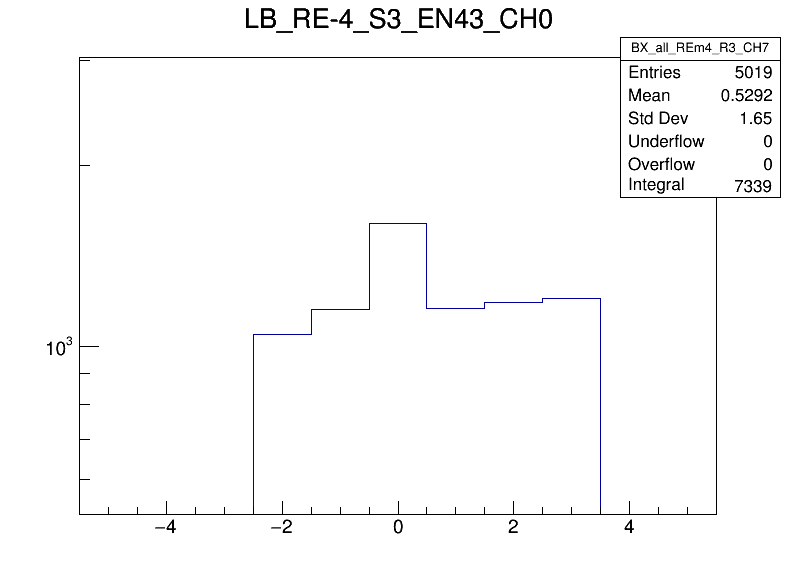 LB_RE-4_S3_EN43_CH0
BX_all_REm4_R3_CH7
Entries 5019
Mean 0.5292
Std Dev 1.65
Underflow 0
Overflow 0
Integral 7339
10³
−4 −2 0 2 4